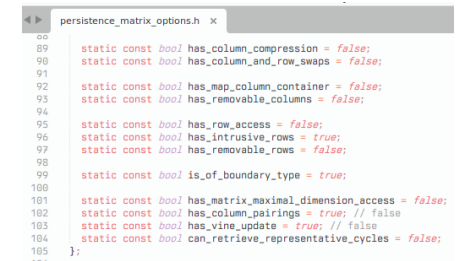 persistence_matrix_options.h ×
88
89 static const bool has_column_compression = false;
90 static const bool has_column_and_row_swaps = false;
91
92 static const bool has_map_column_container = false;
93 static const bool has_removable_columns = false;
94
95 static const bool has_row_access = false;
96 static const bool has_intrusive_rows = true;
97 static const bool has_removable_rows = false;
98
99 static const bool is_of_boundary_type = true;
100
101 static const bool has_matrix_maximal_dimension_access = false;
102 static const bool has_column_pairings = true; // false
103 static const bool has_vine_update = true; // false
104 static const bool can_retrieve_representative_cycles = false;
105 };